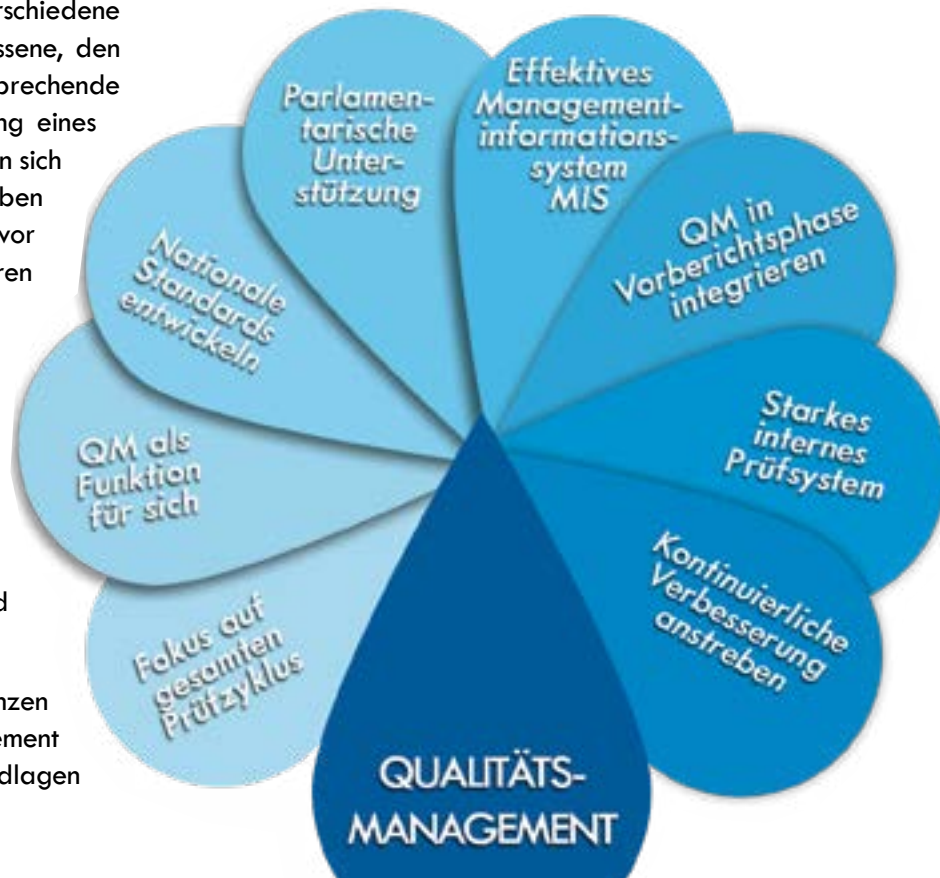 rschiedene
ssene, den
prechende
ng eines
n sich
ben
vor
ren
d
nzen
ement
dlagen
Fokus auf
gesamten
Prüfzyklus
QM als
Funktion
für sich
Nationale
Standards
entwickeln
Parlamen-
tarische
Unter-
stützung
Effektives
Management-
informations-
system
MIS
QM in
Vorberichtsphase
integrieren
Starkes
internes
Prüfsystem
Kontinuierliche
Verbesserung
anstreben
QUALITÄTS-
MANAGEMENT